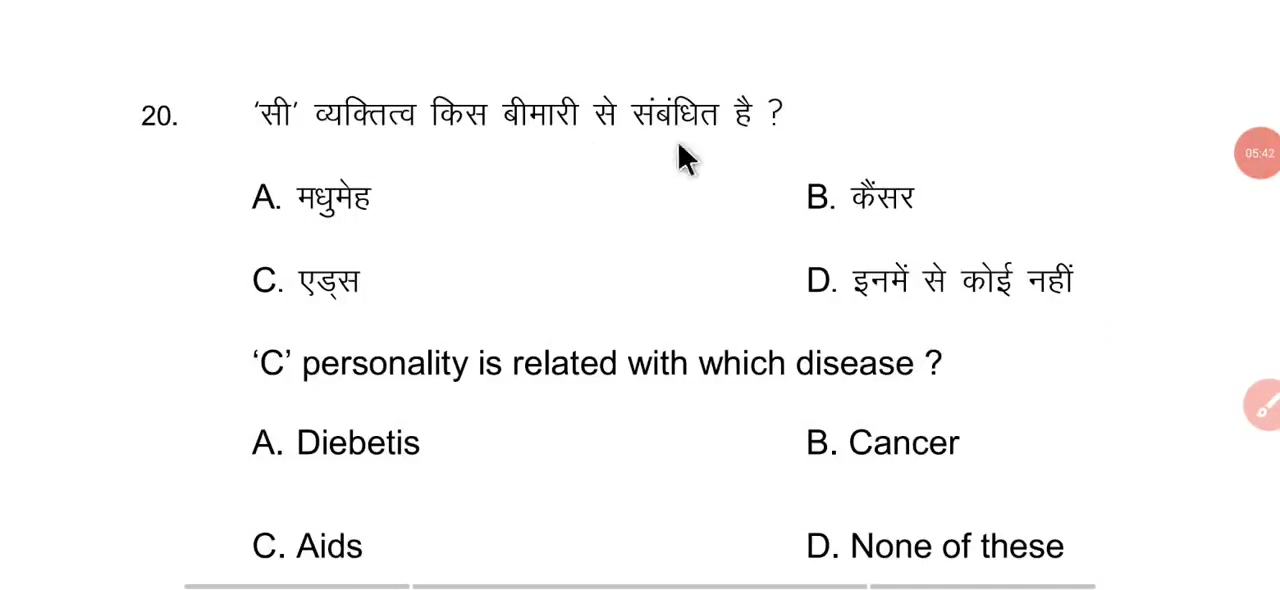 20. ‘सी’ व्यक्तित्व किस बीमारी से संबंधित है ?
A. मधुमेह B. कैंसर
C. एड्स D. इनमें से कोई नहीं
‘C’ personality is related with which disease ?
A. Diebetis B. Cancer
C. Aids D. None of these
05:42